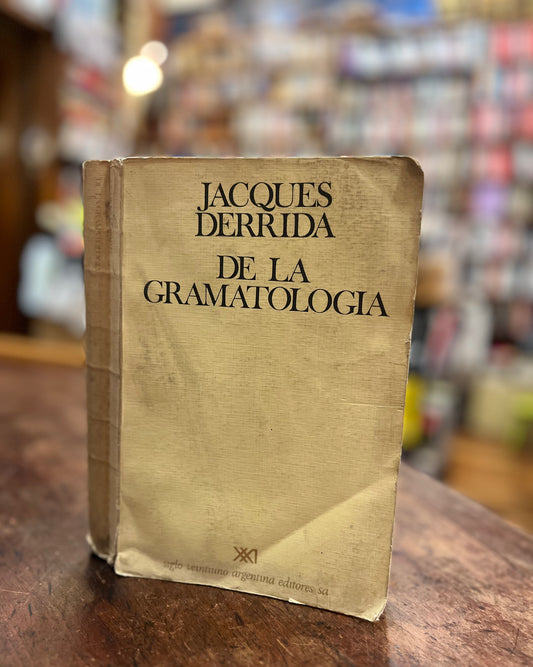 JACQUES
DERRIDA
DE LA
GRAMATOLOGIA
siglo veintiuno argentina editores sa